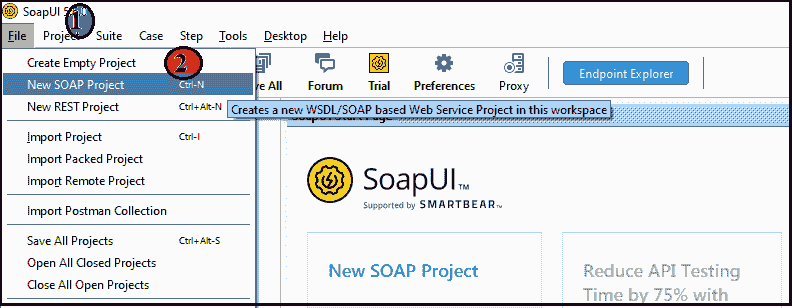 SoapUI 5
1
File Project Suite Case Step Tools Desktop Help
2
Create Empty Project
New SOAP Project Ctrl-N
New REST Project Ctrl+Alt-N
Import Project Ctrl-I
Import Packed Project
Import Remote Project
Import Postman Collection
Save All Projects Ctrl+Alt-S
Open All Closed Projects
Close All Open Projects
All Forum Trial Preferences Proxy
Endpoint Explorer
Creates a new WSDL/SOAP based Web Service Project in this workspace
Start Page
SoapUI™
Supported by SMARTBEAR™
New SOAP Project
Reduce API Testing
Time by 75% with